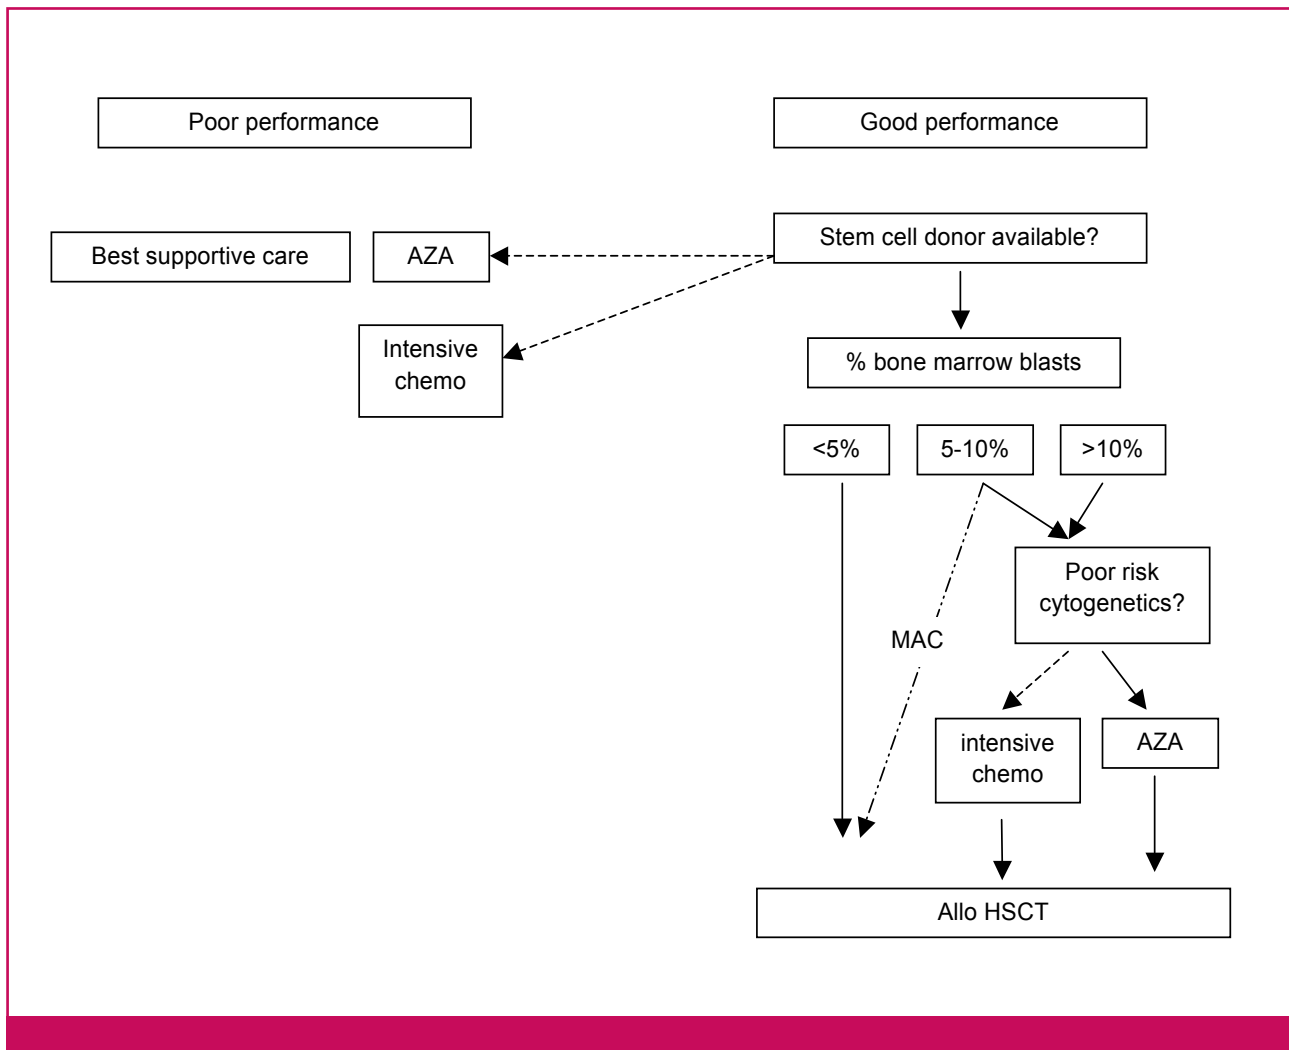 Poor performance
Good performance
Stem cell donor available?
Best supportive care
AZA
Intensive
chemo
% bone marrow blasts
<5%
5-10%
>10%
Poor risk
cytogenetics?
MAC
intensive
chemo
AZA
Allo HSCT